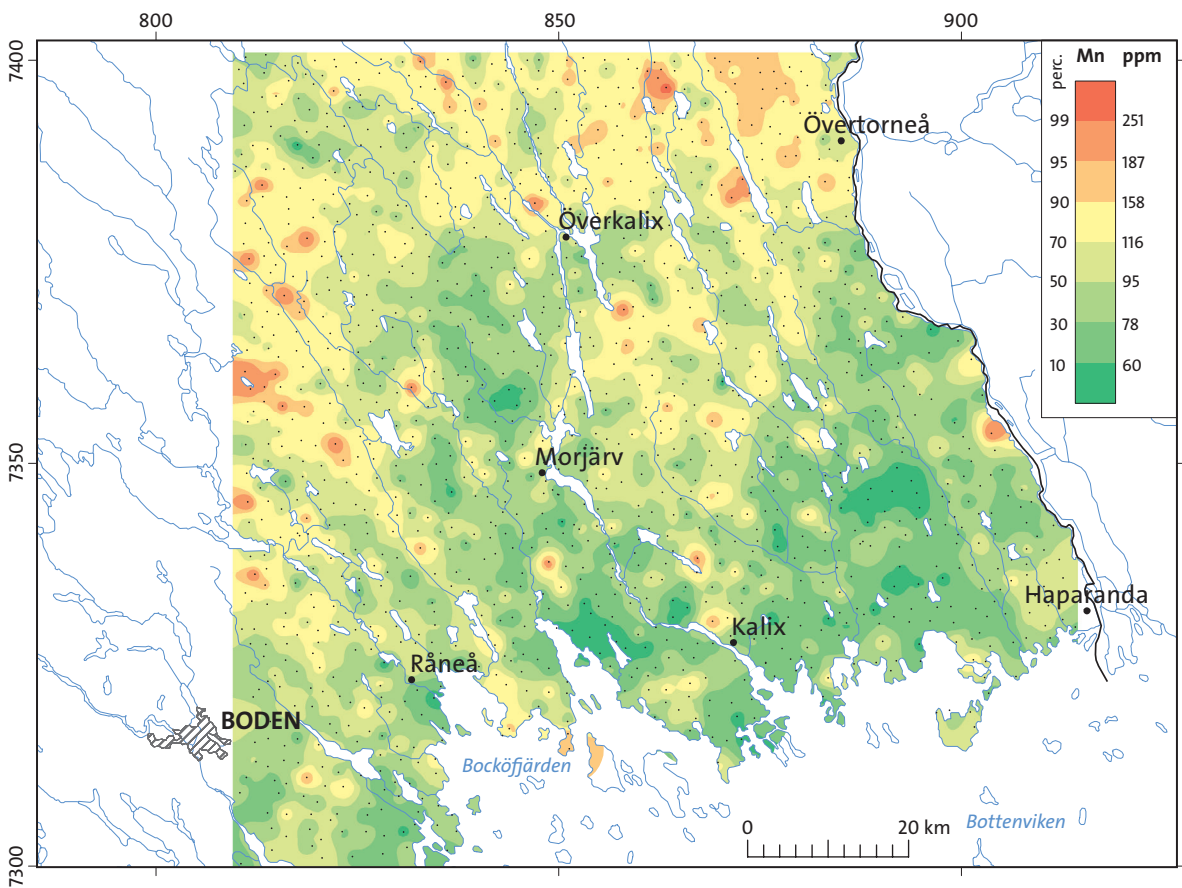 800 850 900
7400
7350
7300
perc. Mn ppm
99 251
95 187
90 158
70 116
50 95
30 78
10 60
Övertorneå
Överkalix
Morjärv
Haparanda
Kalix
Råneå
BODEN
Bocköfjärden
Bottenviken
0 20 km